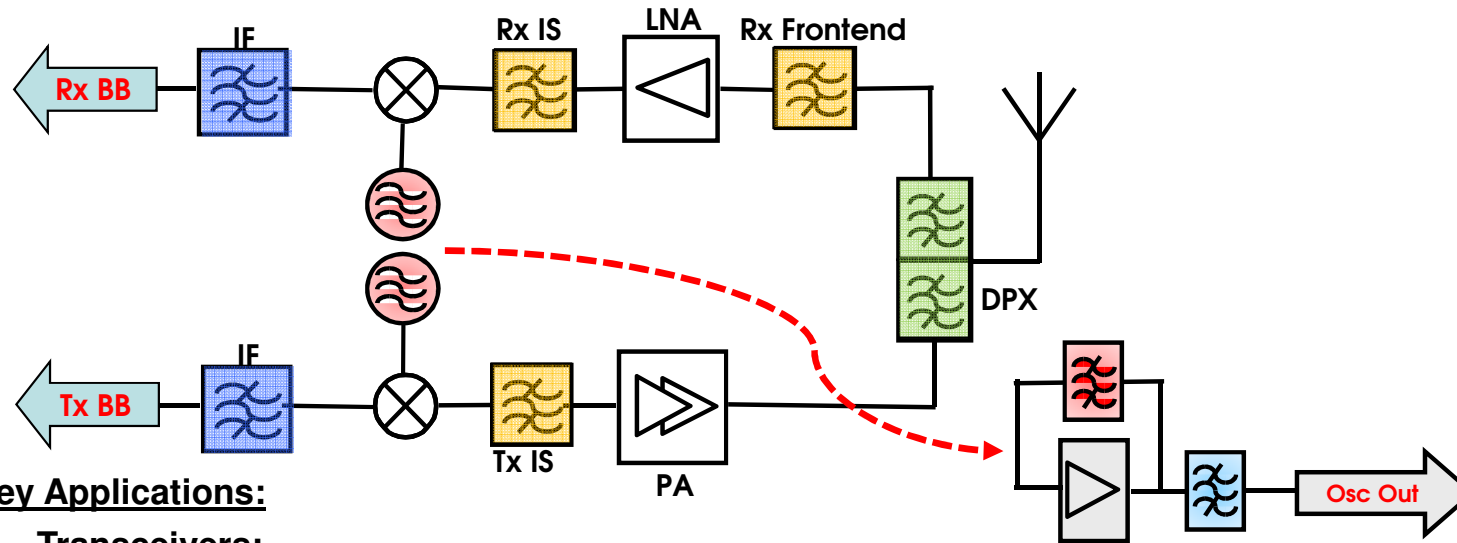 IF
Rx IS
LNA
Rx Frontend
Rx BB
DPX
IF
Tx BB
Tx IS
PA
Osc Out
ey Applications:
Transceivers: